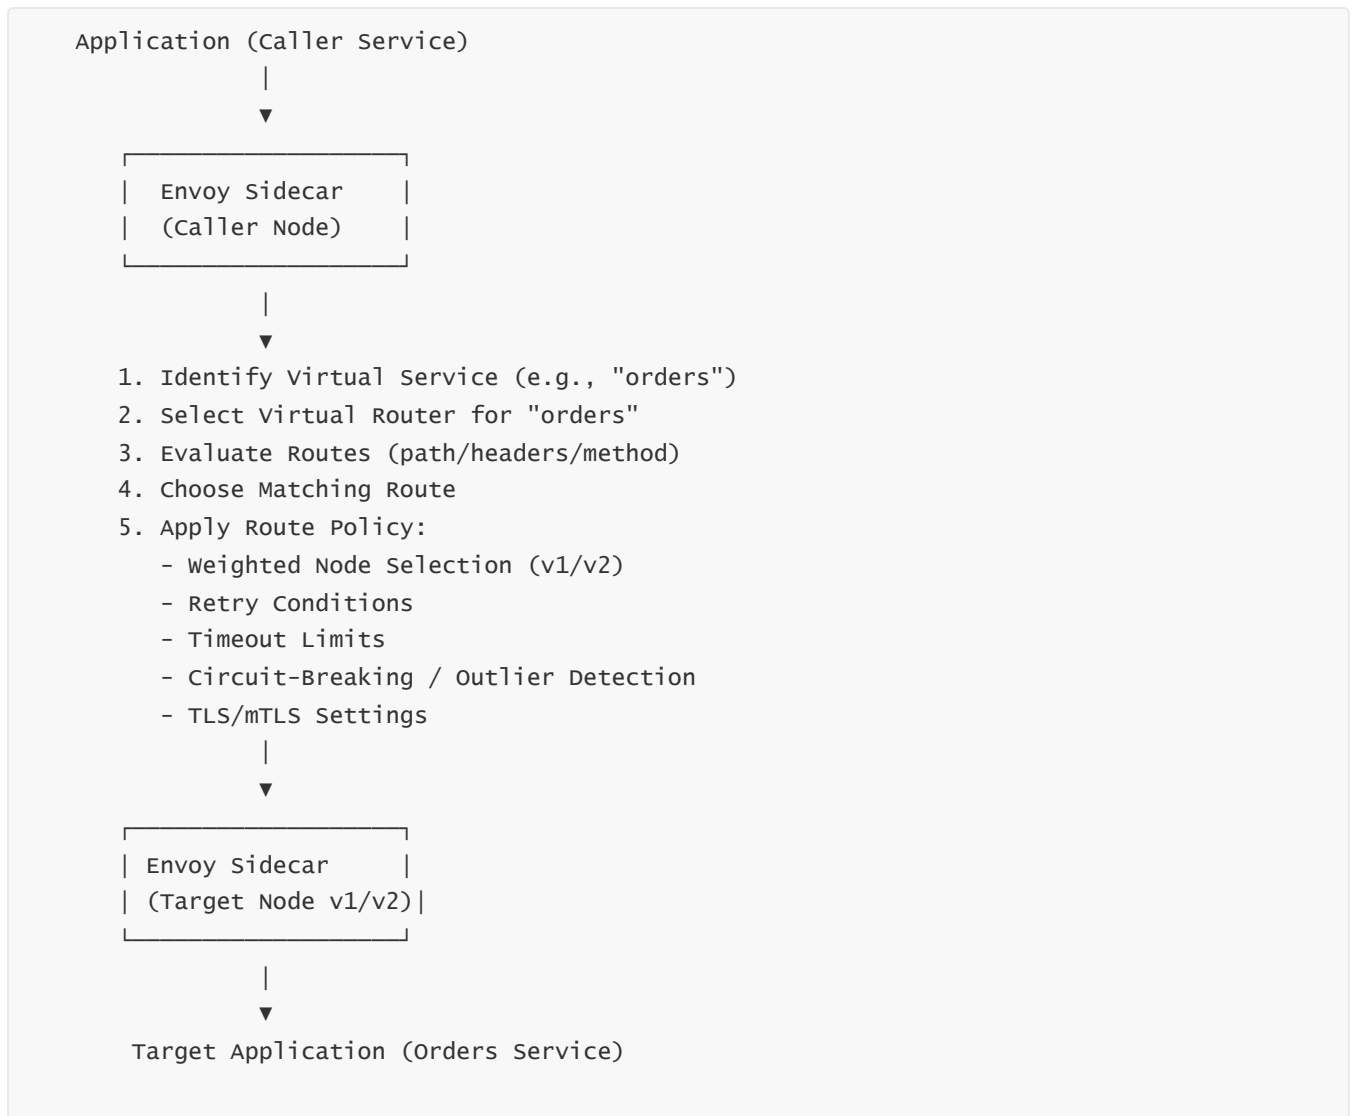 Application (Caller Service)
│
▼
┌───────────────────┐
│  Envoy Sidecar    │
│  (Caller Node)    │
└───────────────────┘
│
▼
1. Identify Virtual Service (e.g., "orders")
2. Select Virtual Router for "orders"
3. Evaluate Routes (path/headers/method)
4. Choose Matching Route
5. Apply Route Policy:
- Weighted Node Selection (v1/v2)
- Retry Conditions
- Timeout Limits
- Circuit-Breaking / Outlier Detection
- TLS/mTLS Settings
│
▼
┌───────────────────┐
│ Envoy Sidecar     │
│ (Target Node v1/v2)│
└───────────────────┘
│
▼
Target Application (Orders Service)